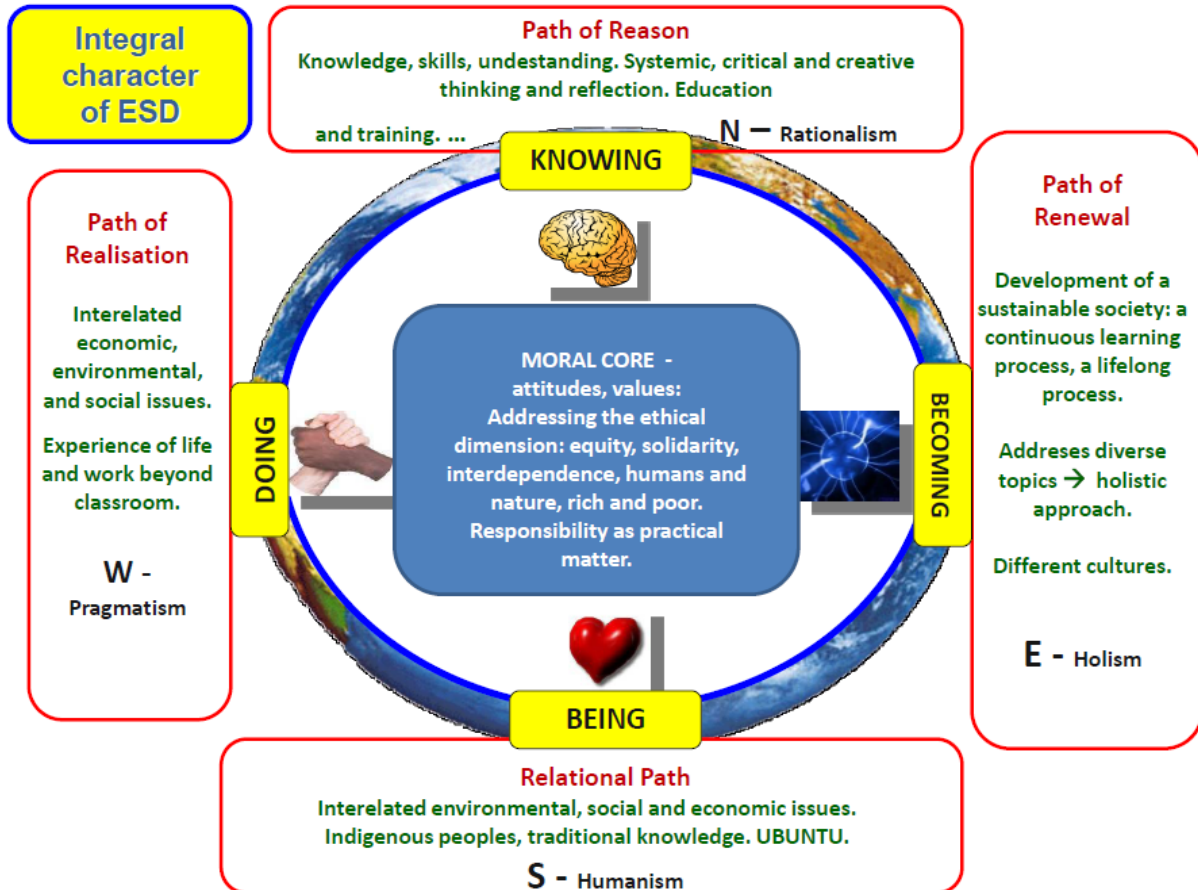 Integral
character
of ESD
Path of Reason
Knowledge, skills, undestanding. Systemic, critical and creative
thinking and reflection. Education
and training. ...
N – Rationalism
KNOWING
Path of
Realisation
Interelated
economic,
environmental,
and social issues.
Experience of life
and work beyond
classroom.
W -
Pragmatism
DOING
MORAL CORE -
attitudes, values:
Addressing the ethical
dimension: equity, solidarity,
interdependence, humans and
nature, rich and poor.
Responsibility as practical
matter.
BECOMING
Path of
Renewal
Development of a
sustainable society: a
continuous learning
process, a lifelong
process.
Addreses diverse
topics → holistic
approach.
Different cultures.
E - Holism
BEING
Relational Path
Interelated environmental, social and economic issues.
Indigenous peoples, traditional knowledge. UBUNTU.
S - Humanism